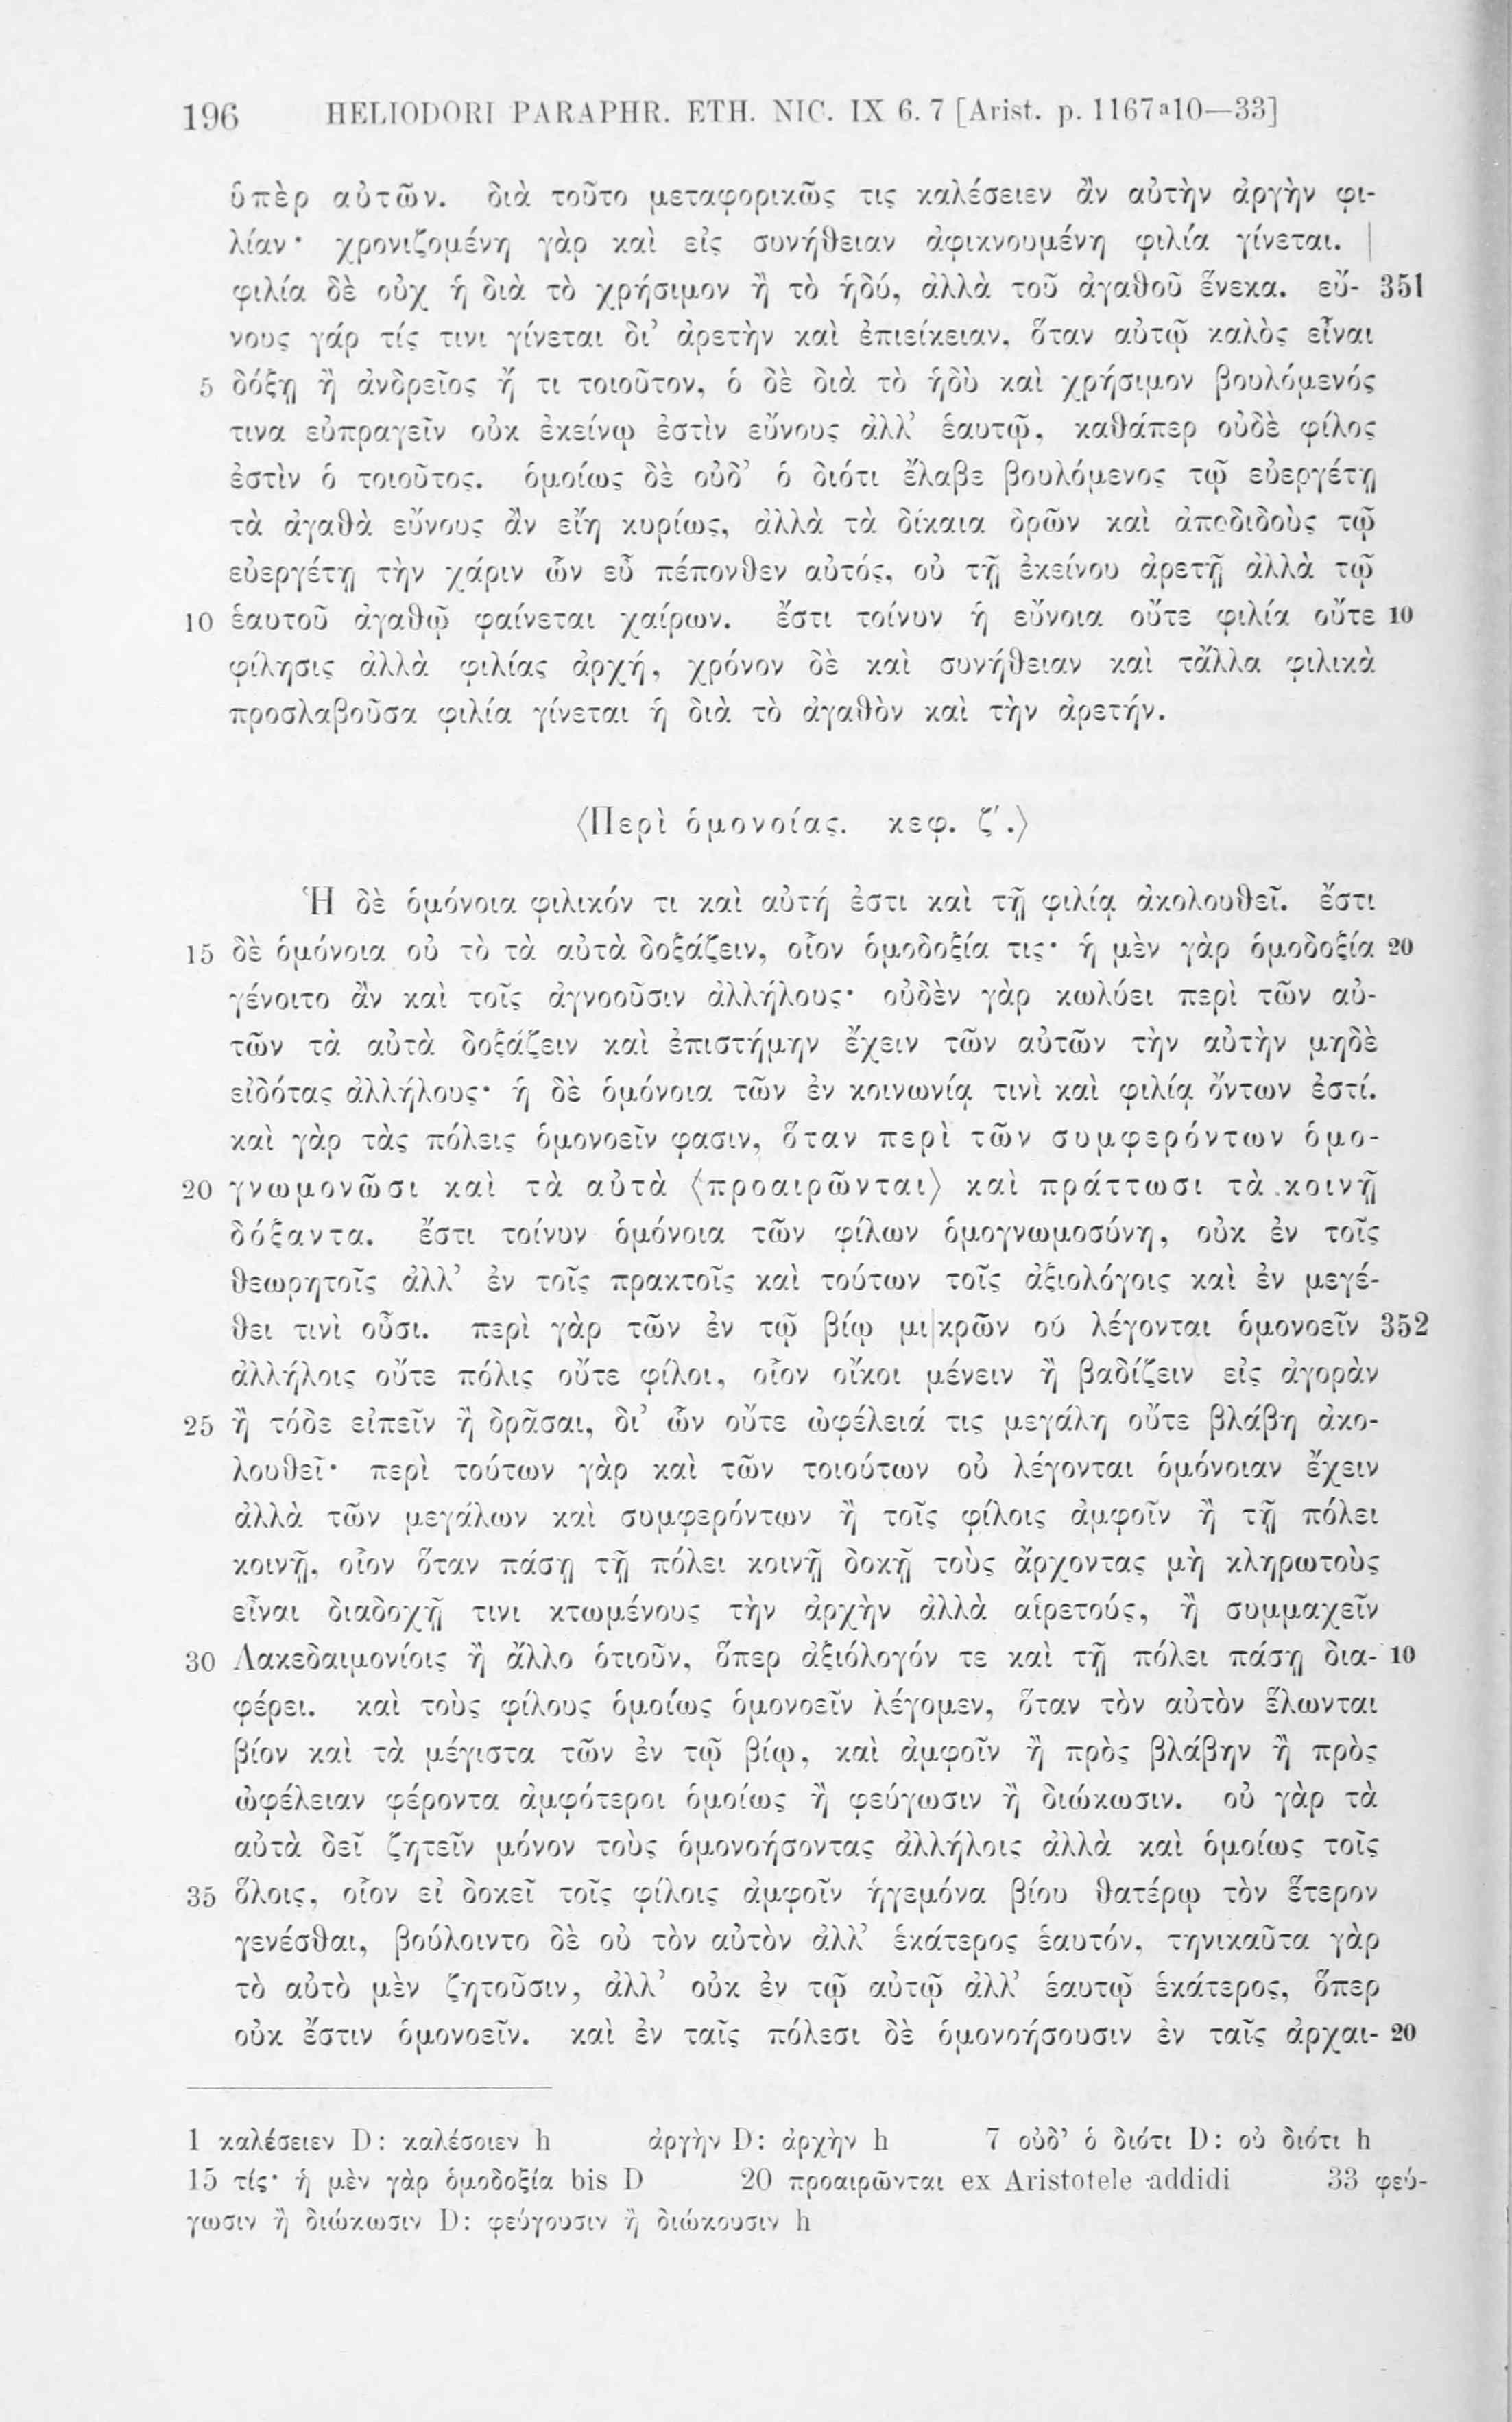 196 HELIODORI PARAPHR. ETH. NIC. IX 6. 7 [Arist. p. 1167ᵃ10—33]
ὑπὲρ αὐτῶν. διὰ τοῦτο μεταφορικῶς τις καλέσειεν ἂν αὐτὴν ἀργὴν φι-
λίαν· χρονιζομένη γὰρ καὶ εἰς συνήθειαν ἀφικνουμένη φιλία γίνεται. |
φιλία δὲ οὐχ ἡ διὰ τὸ χρήσιμον ἢ τὸ ἡδύ, ἀλλὰ τοῦ ἀγαθοῦ ἕνεκα. εὔ- 351
νους γάρ τίς τινι γίνεται δι’ ἀρετὴν καὶ ἐπιείκειαν, ὅταν αὐτῷ καλὸς εἶναι
5 δόξῃ ἢ ἀνδρεῖος ἤ τι τοιοῦτον, ὁ δὲ διὰ τὸ ἡδὺ καὶ χρήσιμον βουλόμενός
τινα εὐπραγεῖν οὐκ ἐκείνῳ ἐστὶν εὔνους ἀλλ’ ἑαυτῷ, καθάπερ οὐδὲ φίλος
ἐστὶν ὁ τοιοῦτος. ὁμοίως δὲ οὐδ’ ὁ διότι ἔλαβε βουλόμενος τῷ εὐεργέτῃ
τὰ ἀγαθὰ εὔνους ἂν εἴη κυρίως, ἀλλὰ τὰ δίκαια δρῶν καὶ ἀποδιδοὺς τῷ
εὐεργέτῃ τὴν χάριν ὧν εὖ πέπονθεν αὐτός, οὐ τῇ ἐκείνου ἀρετῇ ἀλλὰ τῷ
10 ἑαυτοῦ ἀγαθῷ φαίνεται χαίρων. ἔστι τοίνυν ἡ εὔνοια οὔτε φιλία οὔτε 10
φίλησις ἀλλὰ φιλίας ἀρχή, χρόνον δὲ καὶ συνήθειαν καὶ τἄλλα φιλικὰ
προσλαβοῦσα φιλία γίνεται ἡ διὰ τὸ ἀγαθὸν καὶ τὴν ἀρετήν.
⟨Περὶ ὁμονοίας. κεφ. ζ′.⟩
Ἡ δὲ ὁμόνοια φιλικόν τι καὶ αὐτή ἐστι καὶ τῇ φιλίᾳ ἀκολουθεῖ. ἔστι
15 δὲ ὁμόνοια οὐ τὸ τὰ αὐτὰ δοξάζειν, οἷον ὁμοδοξία τις· ἡ μὲν γὰρ ὁμοδοξία 20
γένοιτο ἂν καὶ τοῖς ἀγνοοῦσιν ἀλλήλους· οὐδὲν γὰρ κωλύει περὶ τῶν αὐ-
τῶν τὰ αὐτὰ δοξάζειν καὶ ἐπιστήμην ἔχειν τῶν αὐτῶν τὴν αὐτὴν μηδὲ
εἰδότας ἀλλήλους· ἡ δὲ ὁμόνοια τῶν ἐν κοινωνίᾳ τινὶ καὶ φιλίᾳ ὄντων ἐστί.
καὶ γὰρ τὰς πόλεις ὁμονοεῖν φασιν, ὅταν περὶ τῶν συμφερόντων ὁμο-
20 γνωμονῶσι καὶ τὰ αὐτὰ ⟨προαιρῶνται⟩ καὶ πράττωσι τὰ κοινῇ
δόξαντα. ἔστι τοίνυν ὁμόνοια τῶν φίλων ὁμογνωμοσύνη, οὐκ ἐν τοῖς
θεωρητοῖς ἀλλ’ ἐν τοῖς πρακτοῖς καὶ τούτων τοῖς ἀξιολόγοις καὶ ἐν μεγέ-
θει τινὶ οὖσι. περὶ γὰρ τῶν ἐν τῷ βίῳ μι|κρῶν οὐ λέγονται ὁμονοεῖν 352
ἀλλήλοις οὔτε πόλις οὔτε φίλοι, οἷον οἴκοι μένειν ἢ βαδίζειν εἰς ἀγορὰν
25 ἢ τόδε εἰπεῖν ἢ δρᾶσαι, δι’ ὧν οὔτε ὠφέλειά τις μεγάλη οὔτε βλάβη ἀκο-
λουθεῖ· περὶ τούτων γὰρ καὶ τῶν τοιούτων οὐ λέγονται ὁμόνοιαν ἔχειν
ἀλλὰ τῶν μεγάλων καὶ συμφερόντων ἢ τοῖς φίλοις ἀμφοῖν ἢ τῇ πόλει
κοινῇ, οἷον ὅταν πάσῃ τῇ πόλει κοινῇ δοκῇ τοὺς ἄρχοντας μὴ κληρωτοὺς
εἶναι διαδοχῇ τινι κτωμένους τὴν ἀρχὴν ἀλλὰ αἱρετούς, ἢ συμμαχεῖν
30 Λακεδαιμονίοις ἢ ἄλλο ὁτιοῦν, ὅπερ ἀξιόλογόν τε καὶ τῇ πόλει πάσῃ δια- 10
φέρει. καὶ τοὺς φίλους ὁμοίως ὁμονοεῖν λέγομεν, ὅταν τὸν αὐτὸν ἕλωνται
βίον καὶ τὰ μέγιστα τῶν ἐν τῷ βίῳ, καὶ ἀμφοῖν ἢ πρὸς βλάβην ἢ πρὸς
ὠφέλειαν φέροντα ἀμφότεροι ὁμοίως ἢ φεύγωσιν ἢ διώκωσιν. οὐ γὰρ τὰ
αὐτὰ δεῖ ζητεῖν μόνον τοὺς ὁμονοήσοντας ἀλλήλοις ἀλλὰ καὶ ὁμοίως τοῖς
35 ὅλοις, οἷον εἰ δοκεῖ τοῖς φίλοις ἀμφοῖν ἡγεμόνα βίου θατέρῳ τὸν ἕτερον
γενέσθαι, βούλοιντο δὲ οὐ τὸν αὐτὸν ἀλλ’ ἑκάτερος ἑαυτόν, τηνικαῦτα γὰρ
τὸ αὐτὸ μὲν ζητοῦσιν, ἀλλ’ οὐκ ἐν τῷ αὐτῷ ἀλλ’ ἑαυτῷ ἑκάτερος, ὅπερ
οὐκ ἔστιν ὁμονοεῖν. καὶ ἐν ταῖς πόλεσι δὲ ὁμονοήσουσιν ἐν ταῖς ἀρχαι- 20
1 καλέσειεν D: καλέσοιεν h ἀργὴν D: ἀρχὴν h 7 οὐδ’ ὁ διότι D: οὐ διότι h
15 τίς· ἡ μὲν γὰρ ὁμοδοξία bis D 20 προαιρῶνται ex Aristotele addidi 33 φεύ-
γωσιν ἢ διώκωσιν D: φεύγουσιν ἢ διώκουσιν h